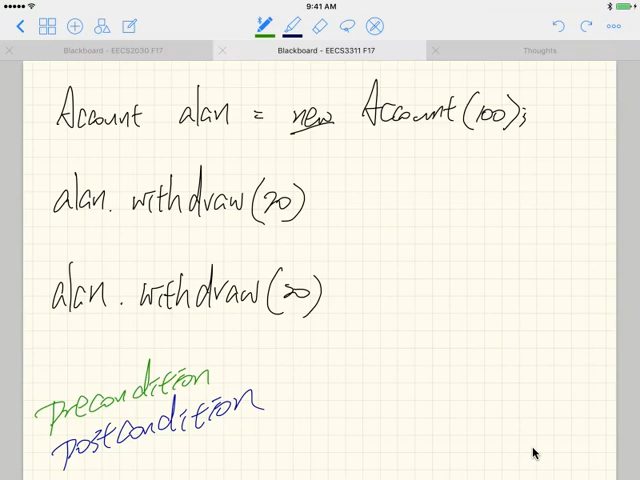 9:41 AM
Blackboard - EECS2030 F17
Blackboard - EECS3311 F17
Thoughts
Account alan = new Account(100);
alan. withdraw(20)
alan. withdraw(50)
precondition
postcondition